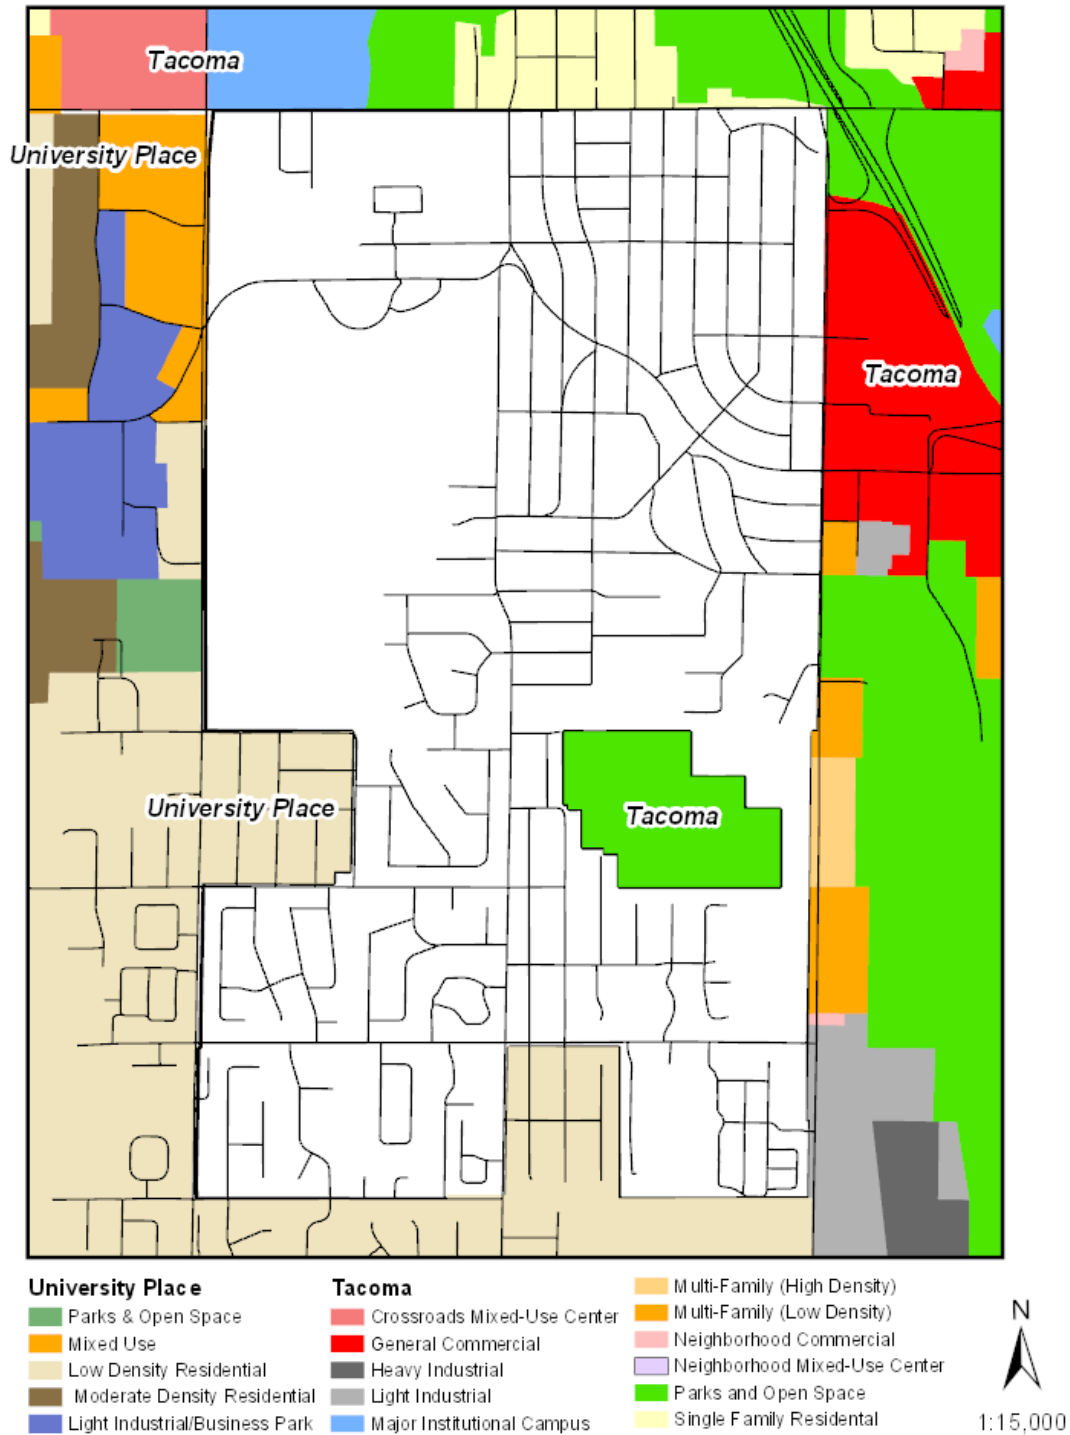 Tacoma
University Place
Tacoma
University Place
Tacoma
University Place
Parks & Open Space
Mixed Use
Low Density Residential
Moderate Density Residential
Light Industrial/Business Park
Tacoma
Crossroads Mixed-Use Center
General Commercial
Heavy Industrial
Light Industrial
Major Institutional Campus
Multi-Family (High Density)
Multi-Family (Low Density)
Neighborhood Commercial
Neighborhood Mixed-Use Center
Parks and Open Space
Single Family Residental
N
1:15,000